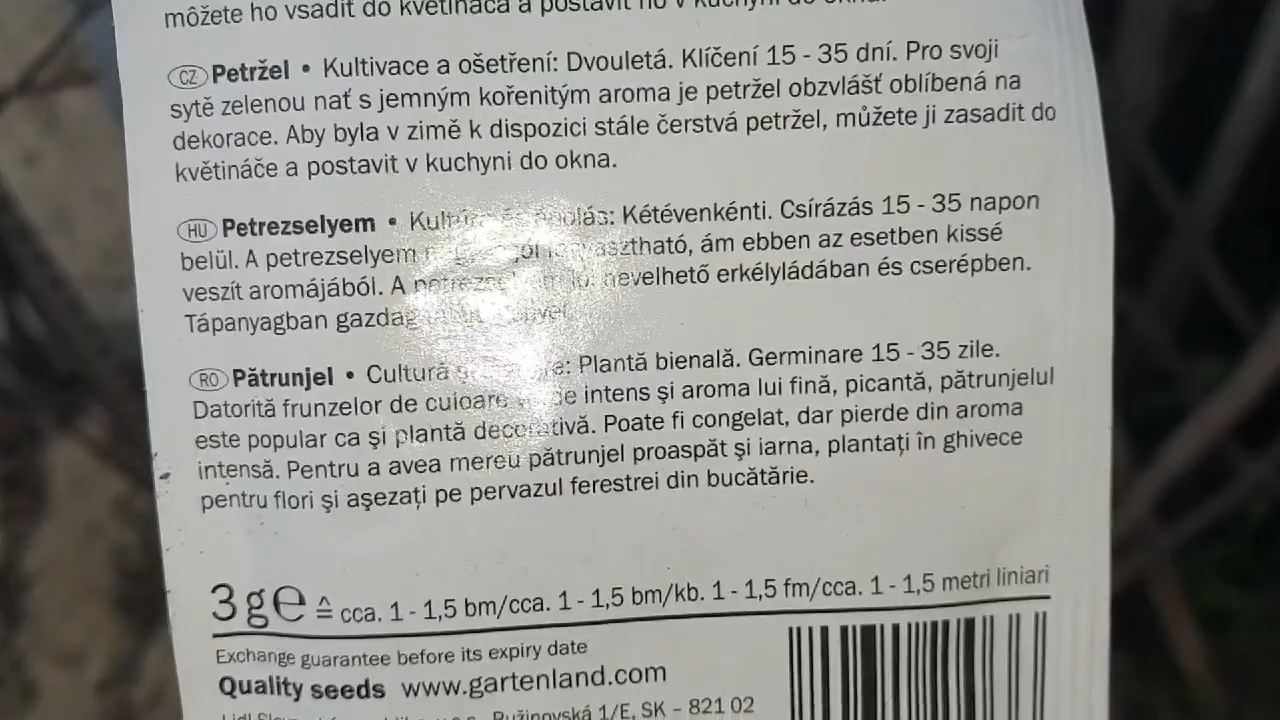 môžete ho vsadiť do kvetináča a postaviť ho v kuchyni do okna.
CZ Petržel • Kultivace a ošetření: Dvouletá. Klíčení 15 - 35 dní. Pro svoji
sytě zelenou nať s jemným kořenitým aroma je petržel obzvlášť oblíbená na
dekorace. Aby byla v zimě k dispozici stále čerstvá petržel, můžete ji zasadit do
květináče a postavit v kuchyni do okna.
HU Petrezselyem • Kultúra és ápolás: Kétévenkénti. Csírázás 15 - 35 napon
belül. A petrezselyem ám ebben az esetben kissé
veszít aromájából. A nevelhető erkélyládában és cserépben.
Tápanyagban gazdag
RO Pătrunjel • Cultură Plantă bienală. Germinare 15 - 35 zile.
Datorită frunzelor de culoare verde intens şi aroma lui fină, picantă, pătrunjelul
este popular ca şi plantă decorativă. Poate fi congelat, dar pierde din aroma
intensă. Pentru a avea mereu pătrunjel proaspăt şi iarna, plantaţi în ghivece
pentru flori şi aşezaţi pe pervazul ferestrei din bucătărie.
3 g e ≙ cca. 1 - 1,5 bm/cca. 1 - 1,5 bm/kb. 1 - 1,5 fm/cca. 1 - 1,5 metri liniari
Exchange guarantee before its expiry date
Quality seeds www.gartenland.com
Ružinovská 1/E, SK – 821 02